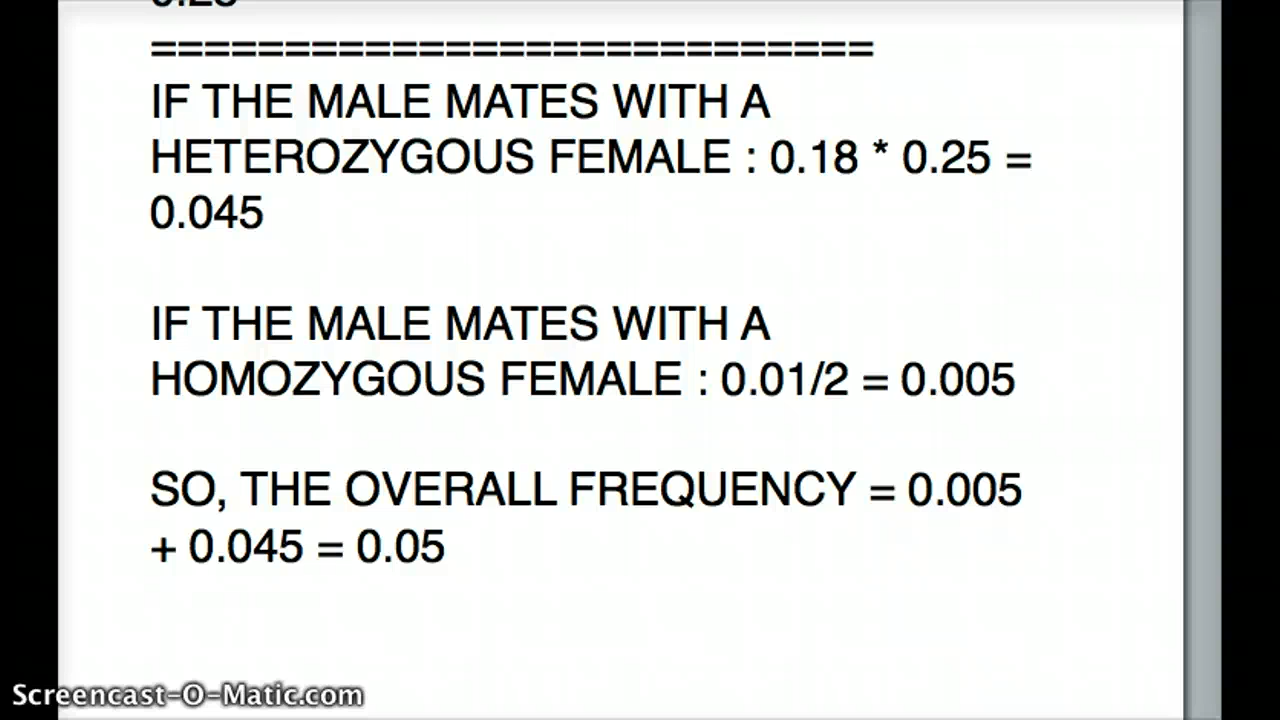 ============================
IF THE MALE MATES WITH A
HETEROZYGOUS FEMALE : 0.18 * 0.25 =
0.045
IF THE MALE MATES WITH A
HOMOZYGOUS FEMALE : 0.01/2 = 0.005
SO, THE OVERALL FREQUENCY = 0.005
+ 0.045 = 0.05
Screencast-O-Matic.com